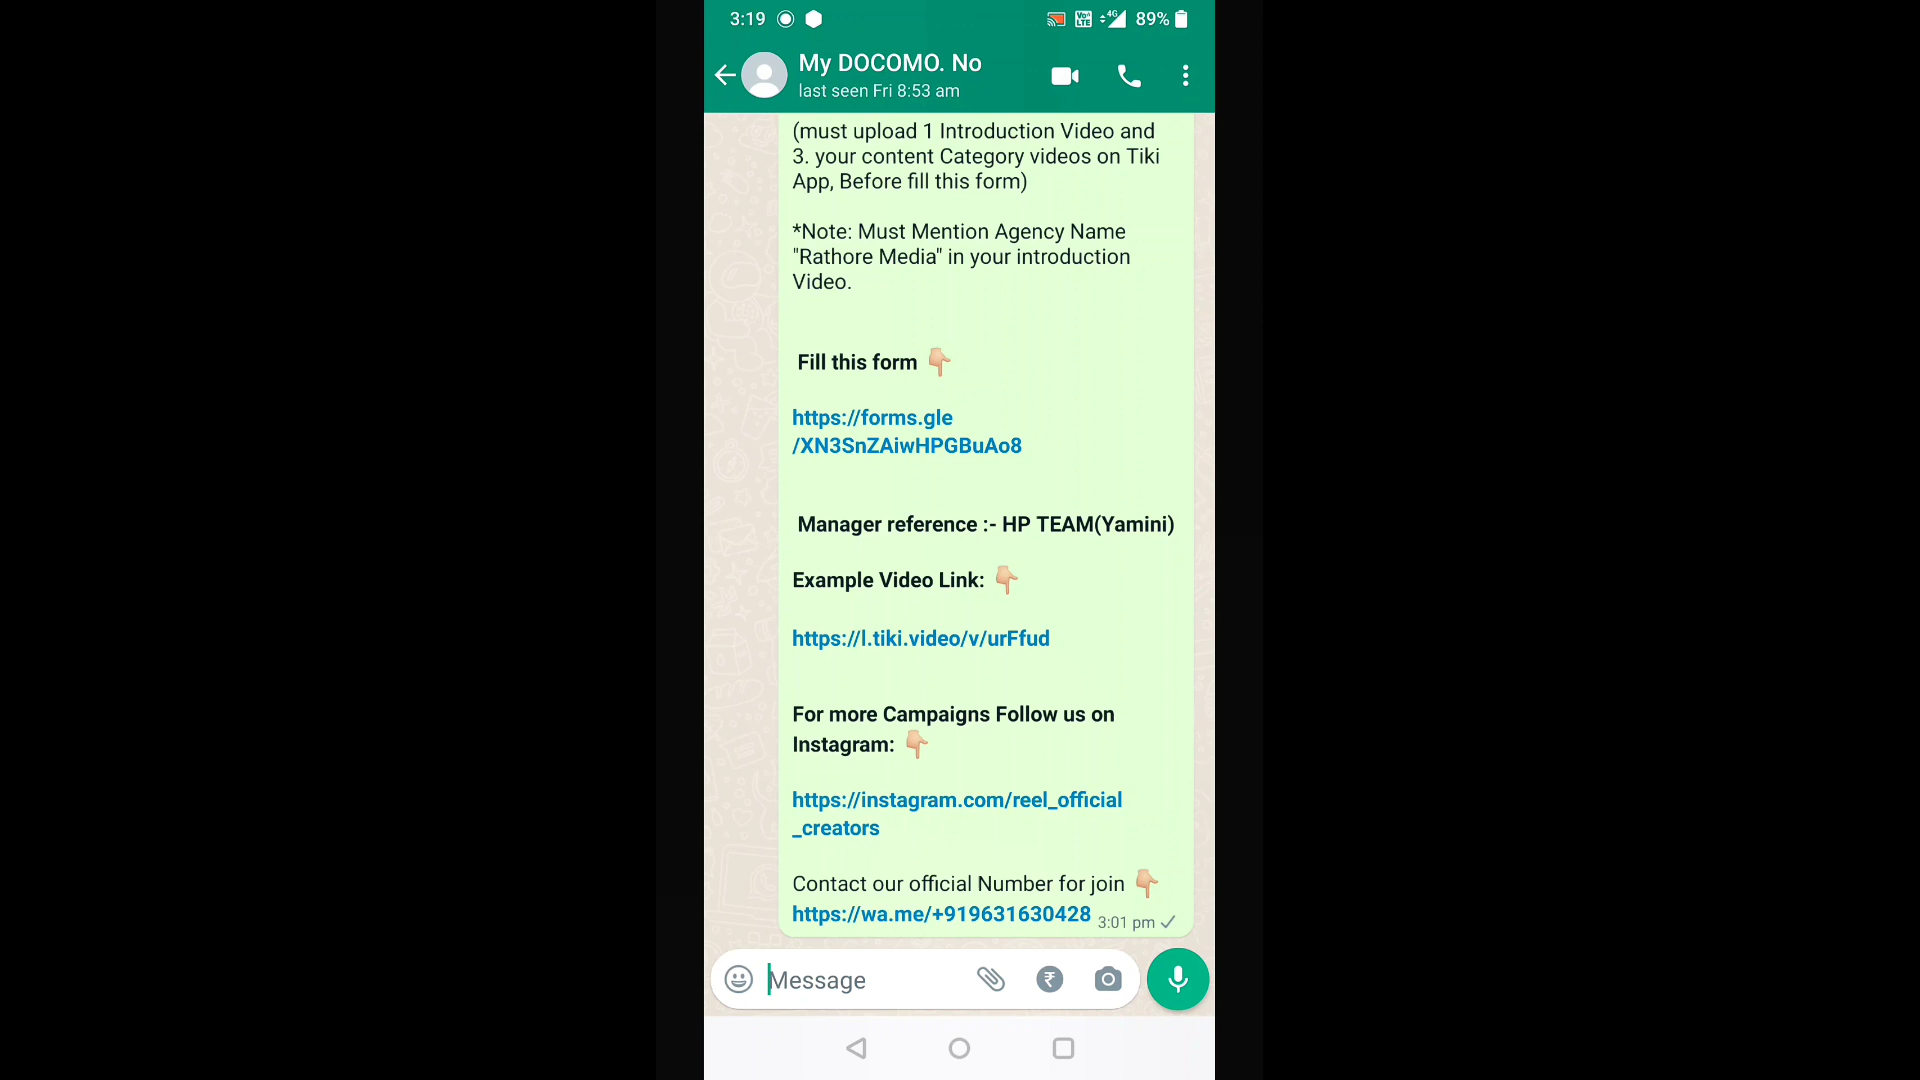 3:19
4G
89%
My DOCOMO. No
last seen Fri 8:53 am
(must upload 1 Introduction Video and
3. your content Category videos on Tiki
App, Before fill this form)
*Note: Must Mention Agency Name
"Rathore Media" in your introduction
Video.
Fill this form 👇🏼
https://forms.gle
/XN3SnZAiwHPGBuAo8
Manager reference :- HP TEAM(Yamini)
Example Video Link: 👇🏼
https://l.tiki.video/v/urFfud
For more Campaigns Follow us on
Instagram: 👇🏼
https://instagram.com/reel_official
_creators
Contact our official Number for join 👇🏼
https://wa.me/+919631630428 3:01 pm
Message